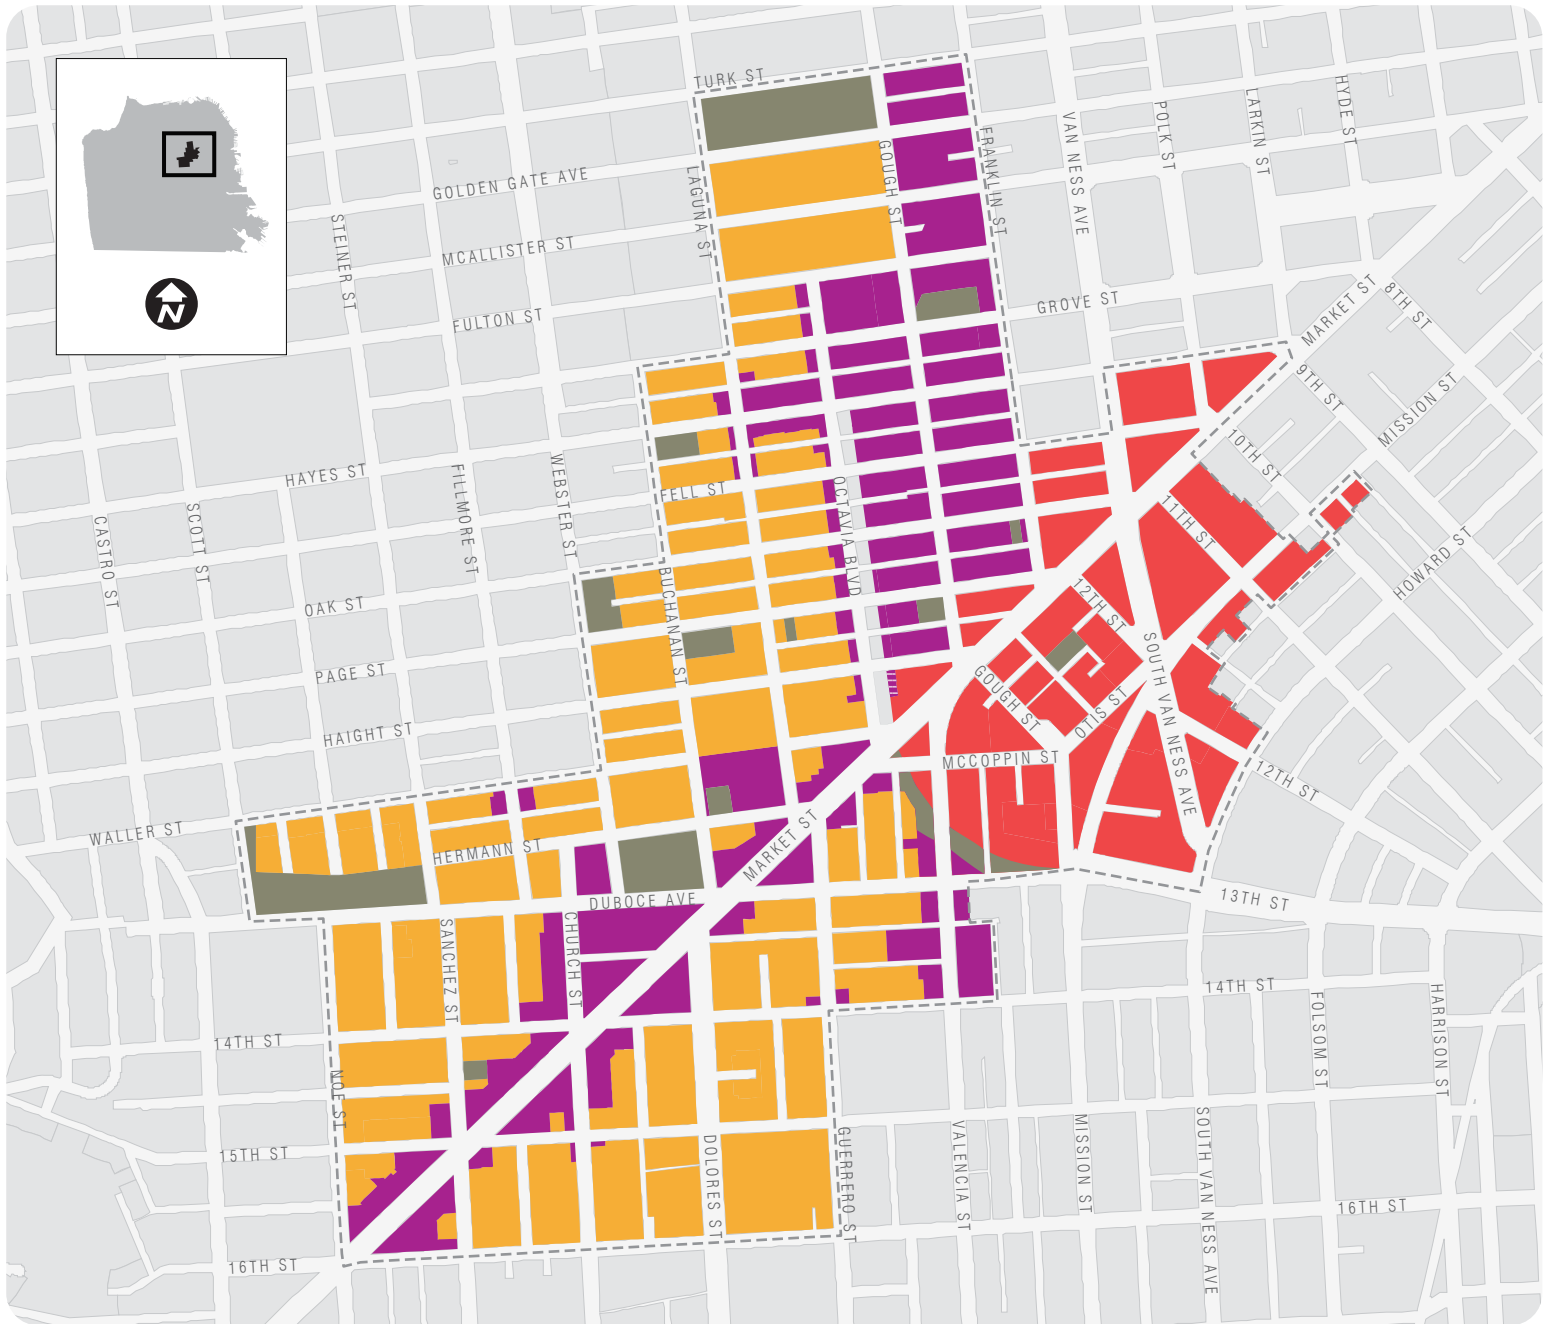 TURK ST
GOLDEN GATE AVE
MCALLISTER ST
FULTON ST
GROVE ST
STEINER ST
LAGUNA ST
GOUGH ST
FRANKLIN ST
VAN NESS AVE
POLK ST
LARKIN ST
HYDE ST
MARKET ST
8TH ST
9TH ST
10TH ST
MISSION ST
11TH ST
HOWARD ST
HAYES ST
FELL ST
OAK ST
PAGE ST
HAIGHT ST
CASTRO ST
SCOTT ST
FILLMORE ST
WEBSTER ST
BUCHANAN ST
OCTAVIA BLVD
12TH ST
GOUGH ST
OTIS ST
SOUTH VAN NESS AVE
MCCOPPIN ST
12TH ST
WALLER ST
HERMANN ST
MARKET ST
DUBOCE AVE
13TH ST
SANCHEZ ST
CHURCH ST
14TH ST
14TH ST
NOE ST
15TH ST
DOLORES ST
GUERRERO ST
VALENCIA ST
MISSION ST
SOUTH VAN NESS AVE
FOLSOM ST
HARRISON ST
16TH ST
16TH ST
N